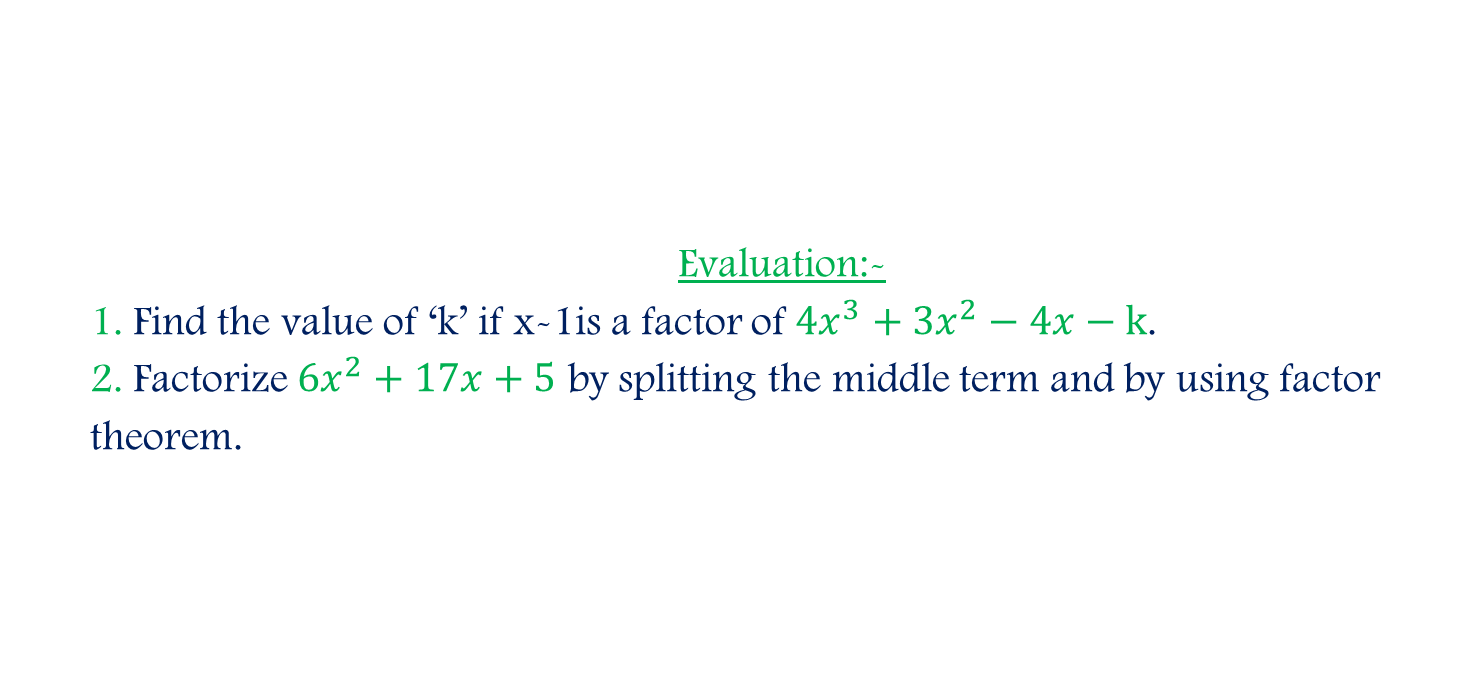 Evaluation:-
1. Find the value of ‘k’ if x-1is a factor of 4x³ + 3x² − 4x − k.
2. Factorize 6x² + 17x + 5 by splitting the middle term and by using factor
theorem.